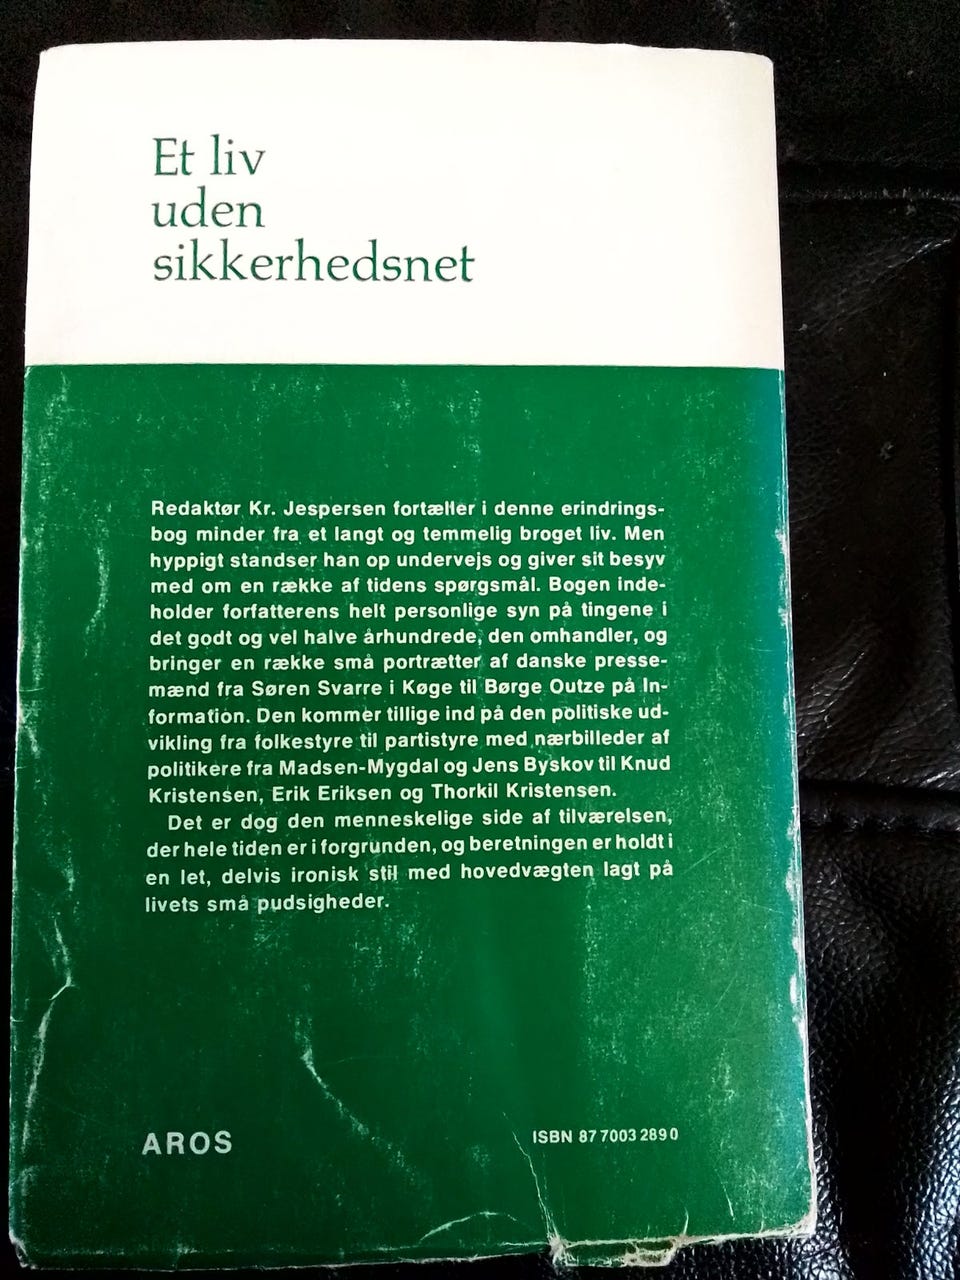 Et liv
uden
sikkerhedsnet
Redaktør Kr. Jespersen fortæller i denne erindrings-
bog minder fra et langt og temmelig broget liv. Men
hyppigt standser han op undervejs og giver sit besyv
med om en række af tidens spørgsmål. Bogen inde-
holder forfatterens helt personlige syn på tingene i
det godt og vel halve århundrede, den omhandler, og
bringer en række små portrætter af danske presse-
mænd fra Søren Svarre i Køge til Børge Outze på In-
formation. Den kommer tillige ind på den politiske ud-
vikling fra folkestyre til partistyre med nærbilleder af
politikere fra Madsen-Mygdal og Jens Byskov til Knud
Kristensen, Erik Eriksen og Thorkil Kristensen.
Det er dog den menneskelige side af tilværelsen,
der hele tiden er i forgrunden, og beretningen er holdt i
en let, delvis ironisk stil med hovedvægten lagt på
livets små pudsigheder.
AROS
ISBN 87 7003 289 0